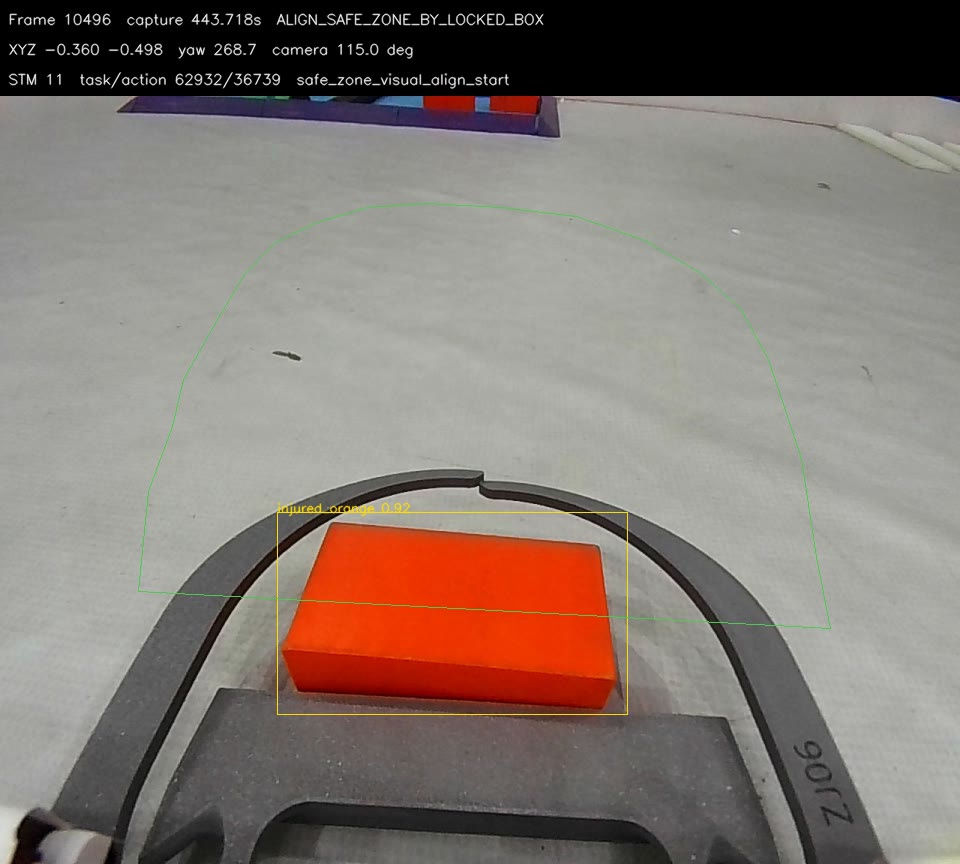 Frame 10496 capture 443.718s ALIGN_SAFE_ZONE_BY_LOCKED_BOX
XYZ −0.360 −0.498 yaw 268.7 camera 115.0 deg
STM 11 task/action 62932/36739 safe_zone_visual_align_start
injured_orange 0.92
90rZ